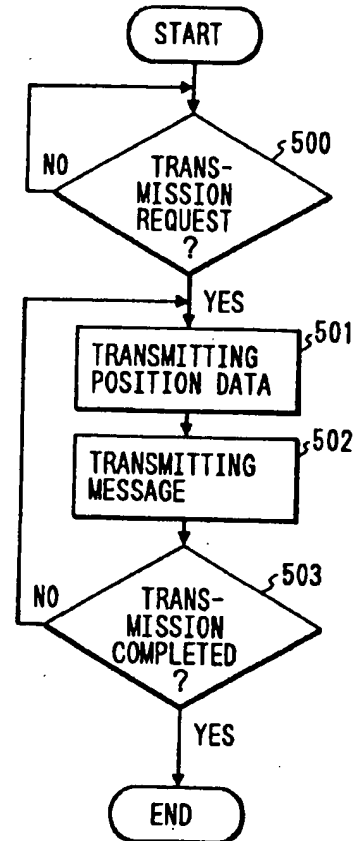 START
500
NO
TRANS-
MISSION
REQUEST
?
YES
501
TRANSMITTING
POSITION DATA
502
TRANSMITTING
MESSAGE
503
NO
TRANS-
MISSION
COMPLETED
?
YES
END